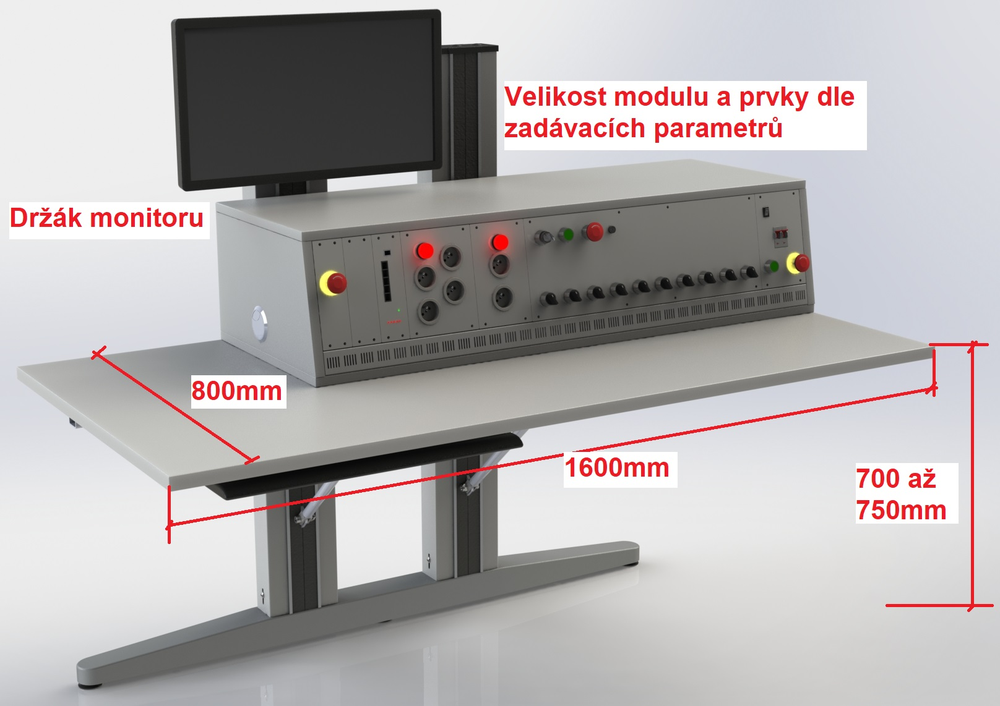 Velikost modulu a prvky dle
zadávacích parametrů
Držák monitoru
800mm
1600mm
700 až
750mm